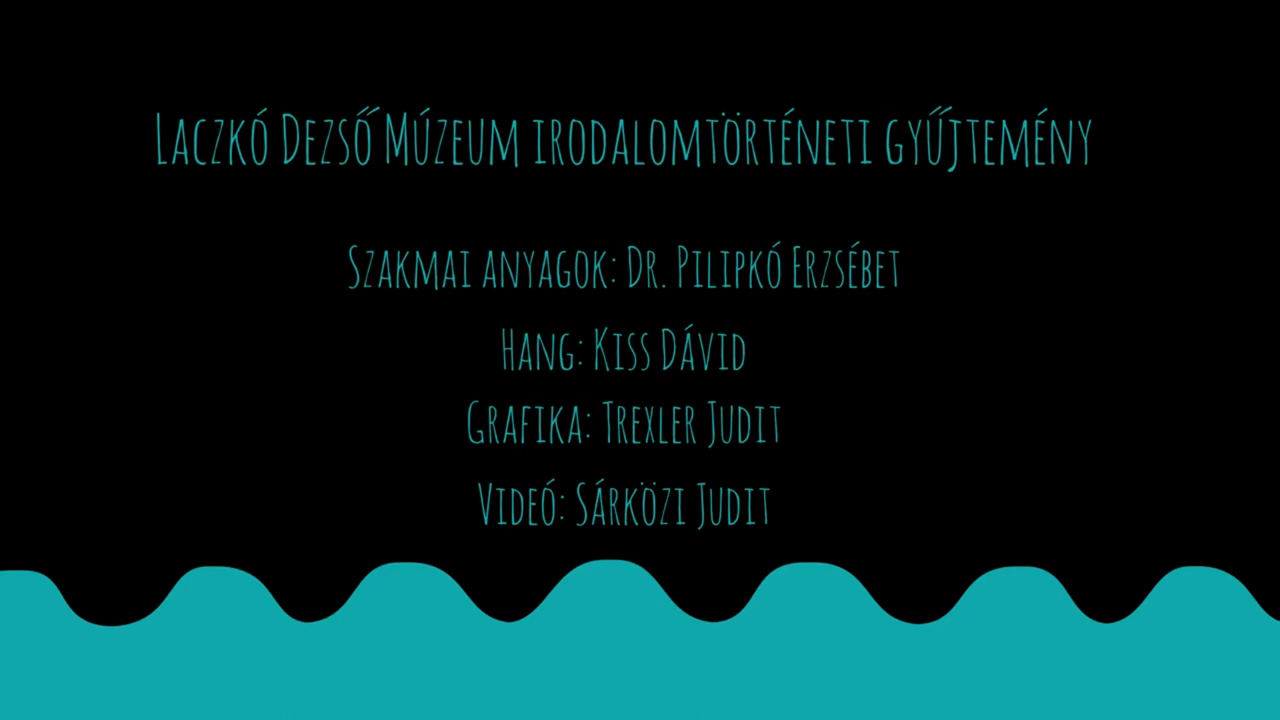 Laczkó Dezső Múzeum irodalomtörténeti gyűjtemény
Szakmai anyagok: Dr. Pilipkó Erzsébet
Hang: Kiss Dávid
Grafika: Trexler Judit
Videó: Sárközi Judit